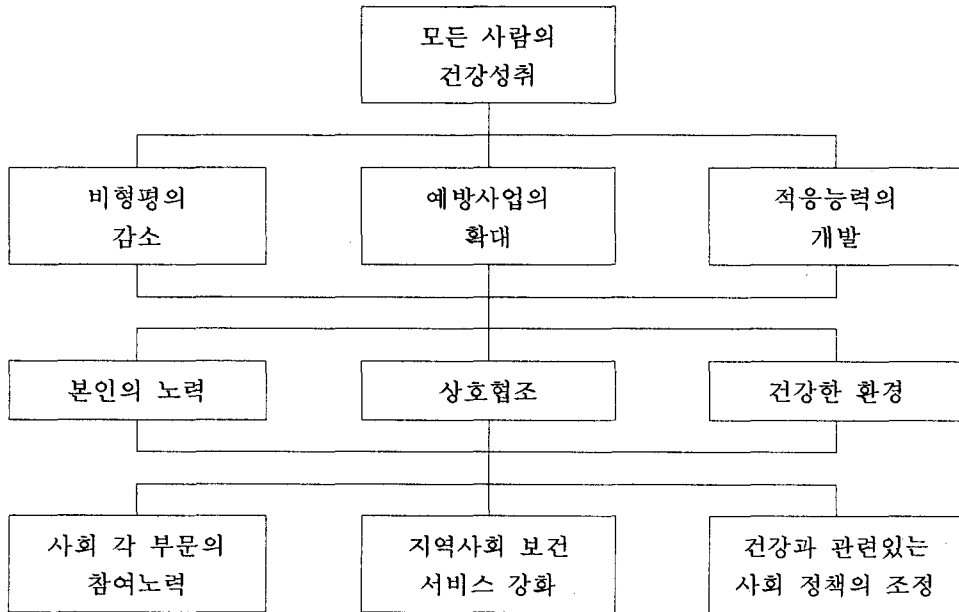 모든 사람의
건강성취
비형평의
감소
예방사업의
확대
적응능력의
개발
본인의 노력
상호협조
건강한 환경
사회 각 부문의
참여노력
지역사회 보건
서비스 강화
건강과 관련있는
사회 정책의 조정